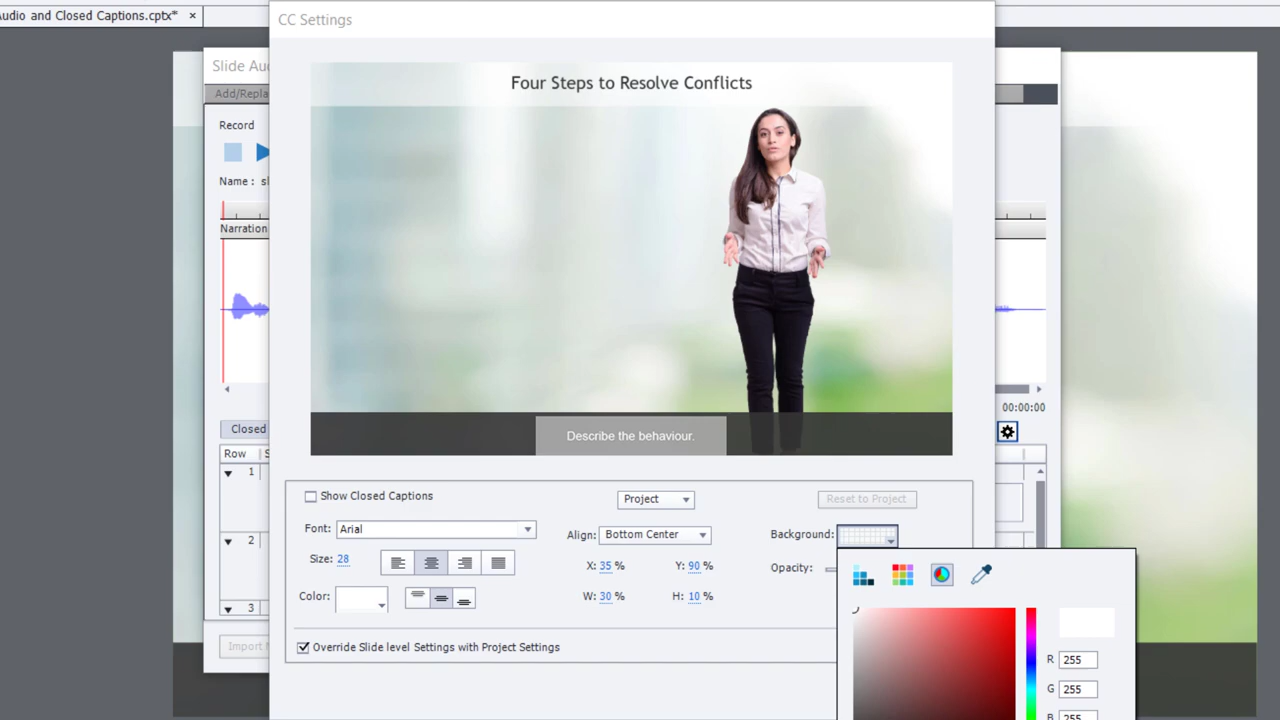 Audio and Closed Captions.cptx* ×
CC Settings
Slide Au
Add/Repla
Record
Name : sl
Narration
Four Steps to Resolve Conflicts
Describe the behaviour.
00:00:00
Closed
Row S
1
2
3
Import M
Show Closed Captions
Project
Reset to Project
Font: Arial
Align: Bottom Center
Background:
Size: 28
X: 35 %
Y: 90 %
Opacity:
Color:
W: 30 %
H: 10 %
Override Slide level Settings with Project Settings
R 255
G 255
B 255